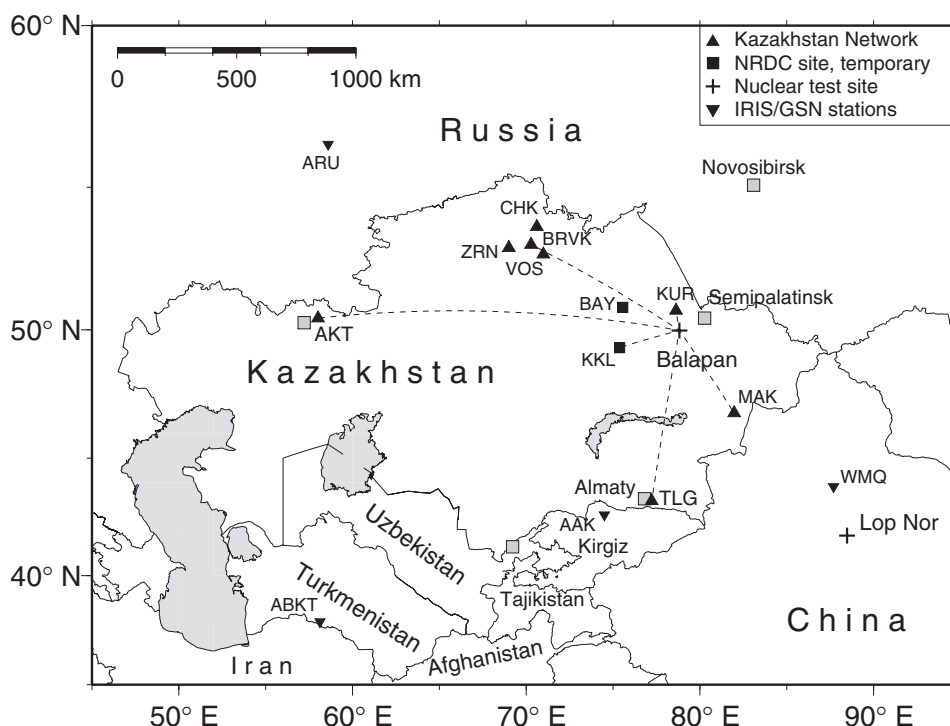 60° N
50° N
40° N
0 500 1000 km
Kazakhstan Network
NRDC site, temporary
Nuclear test site
IRIS/GSN stations
Russia
ARU
Novosibirsk
CHK
ZRN
BRVK
VOS
BAY
KUR
Semipalatinsk
AKT
KKL
Balapan
Kazakhstan
MAK
WMQ
Almaty
TLG
Lop Nor
AAK
Kirgiz
Uzbekistan
Tajikistan
ABKT
Turkmenistan
China
Iran
Afghanistan
50° E 60° E 70° E 80° E 90° E